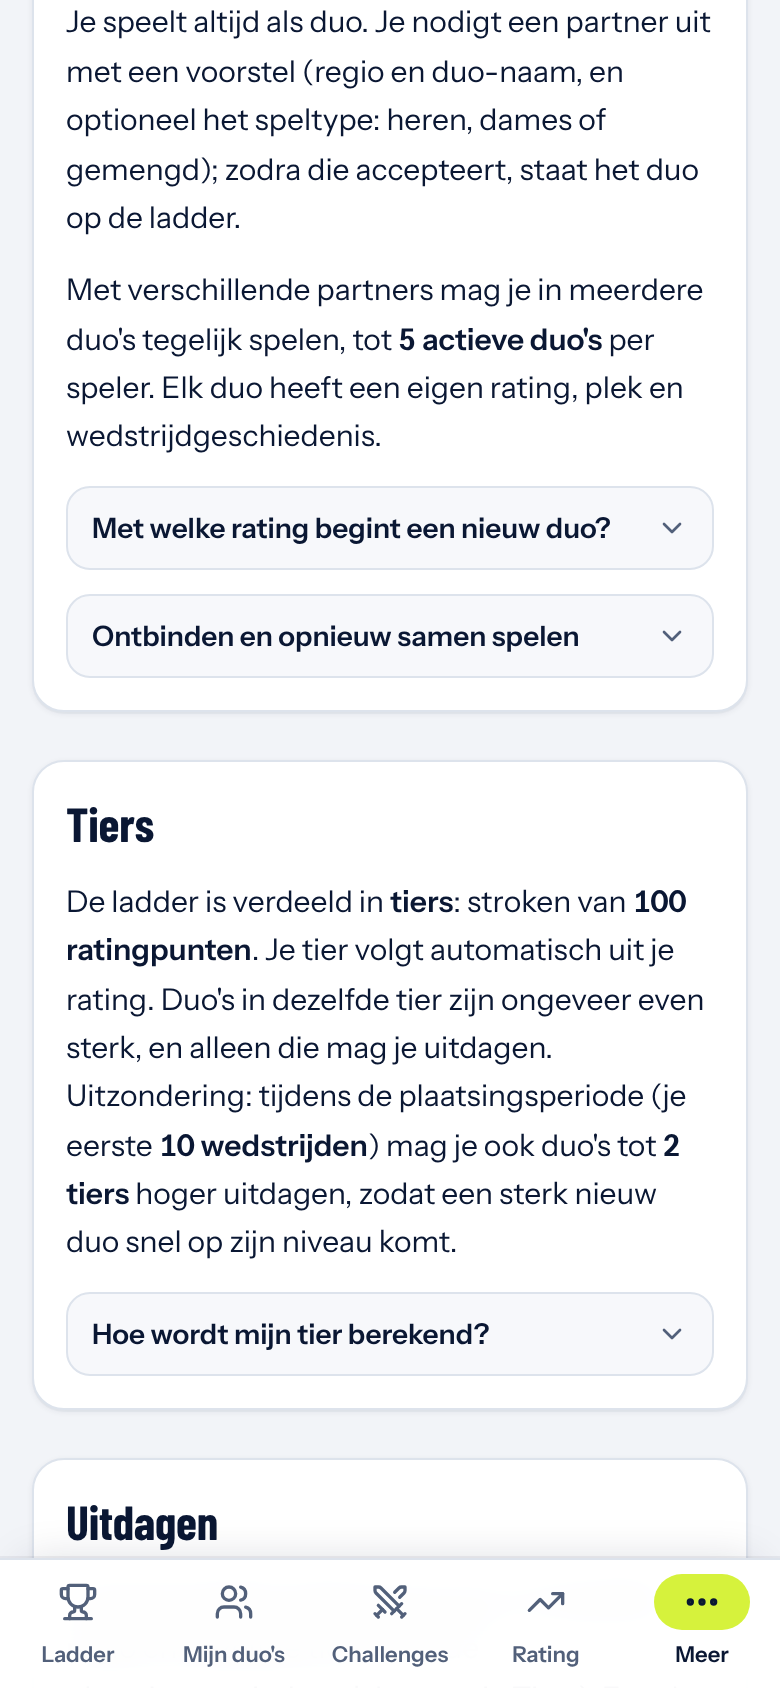 Je speelt altijd als duo. Je nodigt een partner uit
met een voorstel (regio en duo-naam, en
optioneel het speltype: heren, dames of
gemengd); zodra die accepteert, staat het duo
op de ladder.
Met verschillende partners mag je in meerdere
duo's tegelijk spelen, tot 5 actieve duo's per
speler. Elk duo heeft een eigen rating, plek en
wedstrijdgeschiedenis.
Met welke rating begint een nieuw duo?
Ontbinden en opnieuw samen spelen
Tiers
De ladder is verdeeld in tiers: stroken van 100
ratingpunten. Je tier volgt automatisch uit je
rating. Duo's in dezelfde tier zijn ongeveer even
sterk, en alleen die mag je uitdagen.
Uitzondering: tijdens de plaatsingsperiode (je
eerste 10 wedstrijden) mag je ook duo's tot 2
tiers hoger uitdagen, zodat een sterk nieuw
duo snel op zijn niveau komt.
Hoe wordt mijn tier berekend?
Uitdagen
Ladder
Mijn duo's
Challenges
Rating
Meer